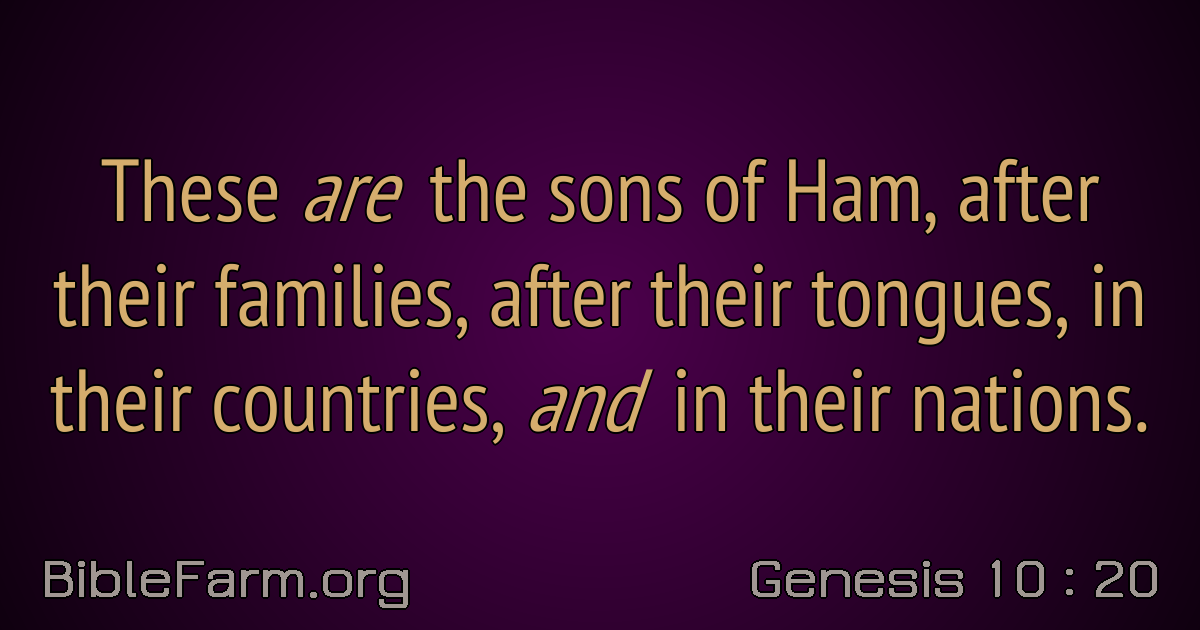 These are the sons of Ham, after
their families, after their tongues, in
their countries, and in their nations.
BibleFarm.org
Genesis 10 : 20